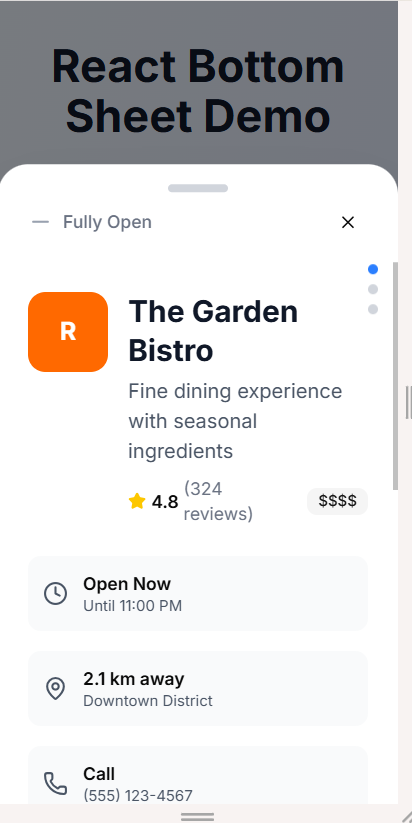 React Bottom
Sheet Demo
Fully Open
R
The Garden
Bistro
Fine dining experience
with seasonal
ingredients
4.8 (324
reviews)
$$$$
Open Now
Until 11:00 PM
2.1 km away
Downtown District
Call
(555) 123-4567